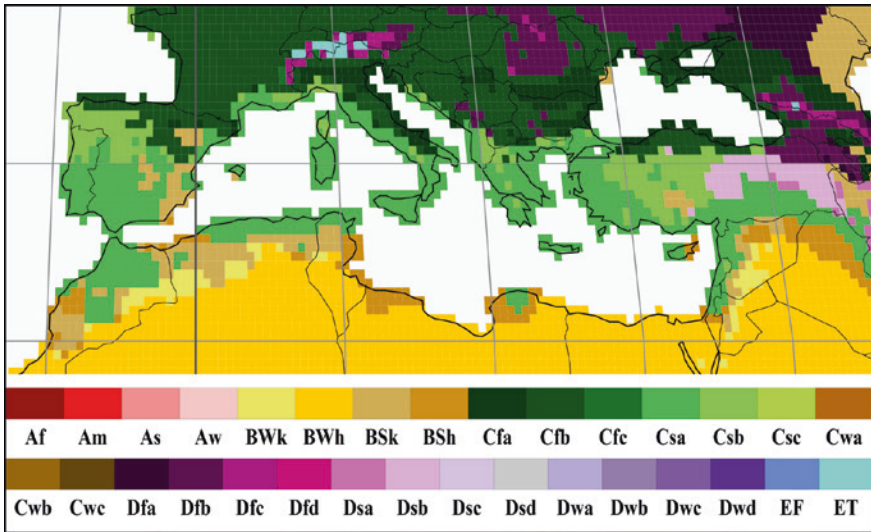 Af Am As Aw BWk BWh BSk BSh Cfa Cfb Cfc Csa Csb Csc Cwa
Cwb Cwc Dfa Dfb Dfc Dfd Dsa Dsb Dsc Dsd Dwa Dwb Dwc Dwd EF ET